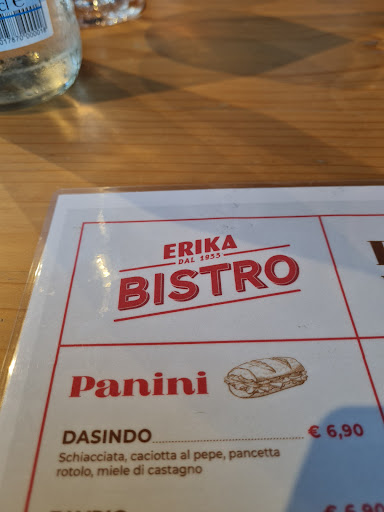 ERIKA
DAL 1933
BISTRO
Panini
DASINDO € 6,90
Schiacciata, caciotta al pepe, pancetta
rotolo, miele di castagno